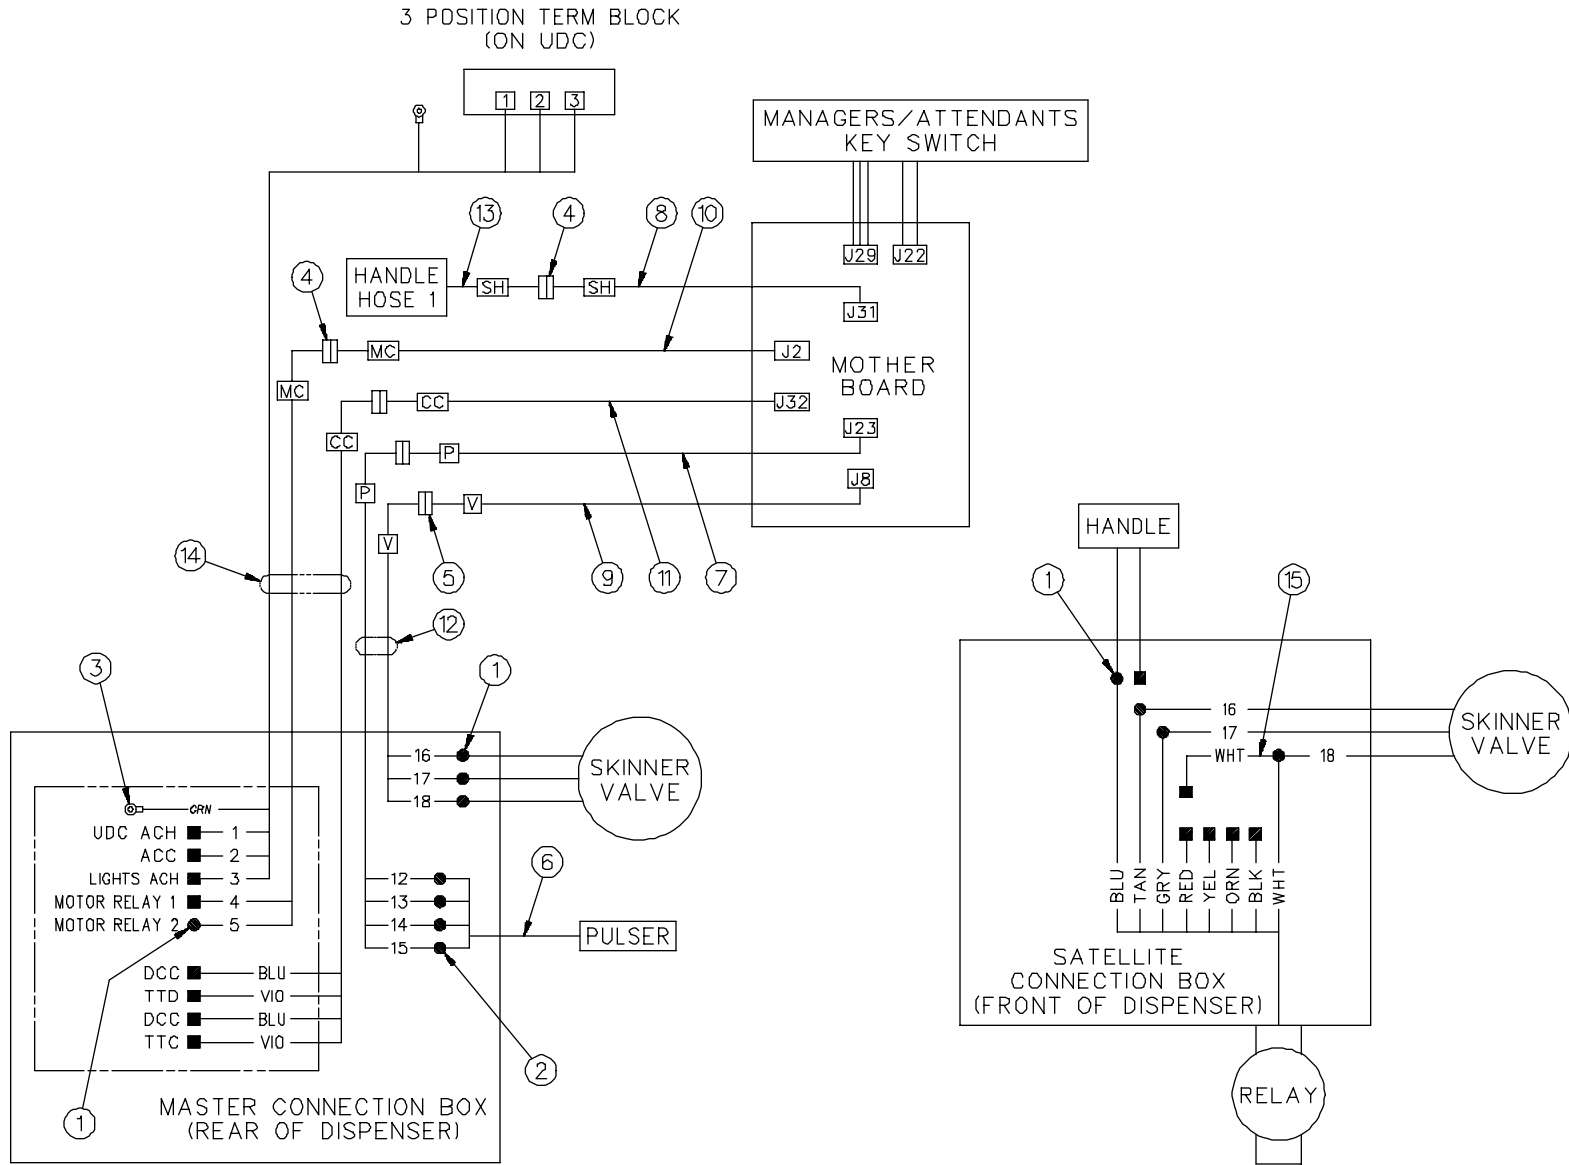 3 POSITION TERM BLOCK
(ON UDC)
1 2 3
MANAGERS/ATTENDANTS
KEY SWITCH
13 4 8 10
J29 J22
4
HANDLE
HOSE 1
SH SH
J31
MC J2
MOTHER
BOARD
MC
CC J32
J23
CC
P
J8
P
V
HANDLE
V
14
5 9 11 7
1 15
12
3
1
16
SKINNER
VALVE
17
WHT 18
16
SKINNER
VALVE
17
18
GRN
UDC ACH 1
ACC 2
LIGHTS ACH 3
MOTOR RELAY 1 4
MOTOR RELAY 2 5
12
13
14
15
6
PULSER
BLU TAN GRY RED YEL ORN BLK WHT
DCC BLU
TTD VIO
DCC BLU
TTC VIO
SATELLITE
CONNECTION BOX
(FRONT OF DISPENSER)
2
1
MASTER CONNECTION BOX
(REAR OF DISPENSER)
RELAY